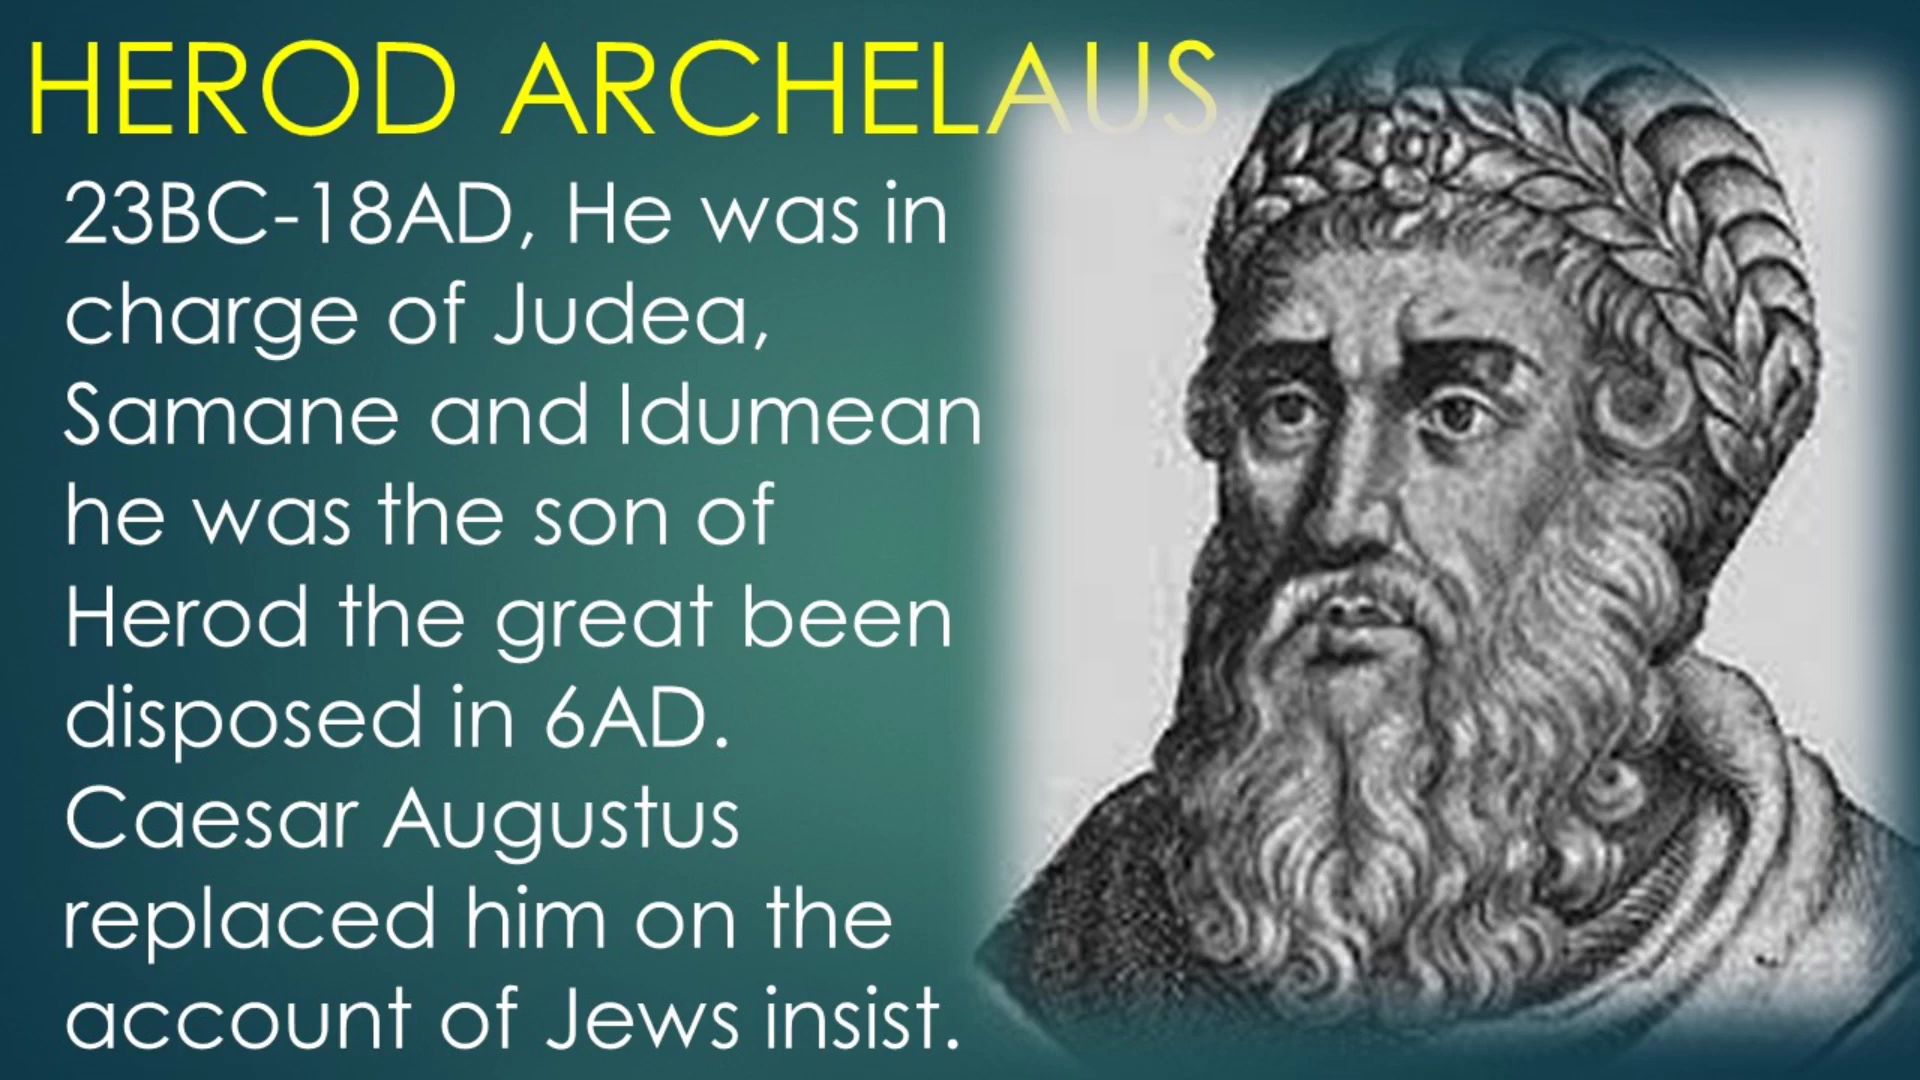 HEROD ARCHELAUS
23BC-18AD, He was in
charge of Judea,
Samane and Idumean
he was the son of
Herod the great been
disposed in 6AD.
Caesar Augustus
replaced him on the
account of Jews insist.